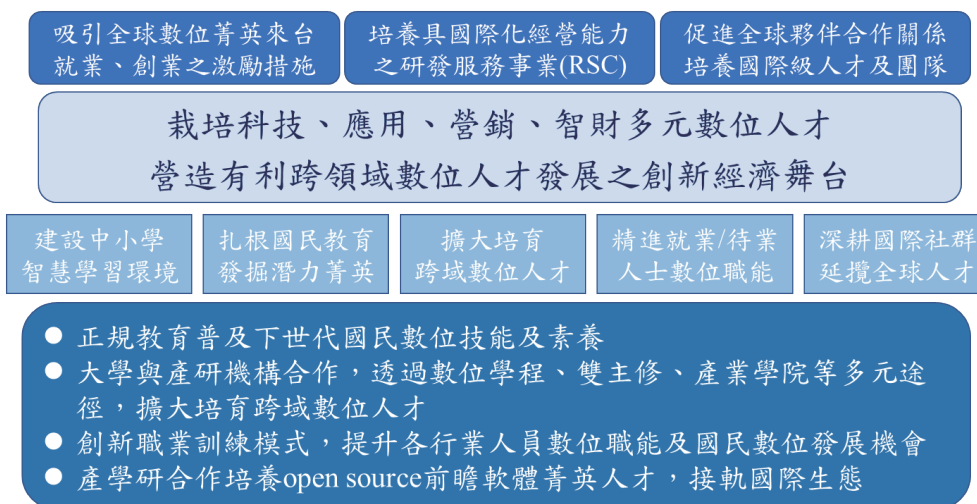 吸引全球數位菁英來台
就業、創業之激勵措施
培養具國際化經營能力
之研發服務事業(RSC)
促進全球夥伴合作關係
培養國際級人才及團隊
栽培科技、應用、營銷、智財多元數位人才
營造有利跨領域數位人才發展之創新經濟舞台
建設中小學
智慧學習環境
扎根國民教育
發掘潛力菁英
擴大培育
跨域數位人才
精進就業/待業
人士數位職能
深耕國際社群
延攬全球人才
● 正規教育普及下世代國民數位技能及素養
● 大學與產研機構合作，透過數位學程、雙主修、產業學院等多元途
徑，擴大培育跨域數位人才
● 創新職業訓練模式，提升各行業人員數位職能及國民數位發展機會
● 產學研合作培養open source前瞻軟體菁英人才，接軌國際生態